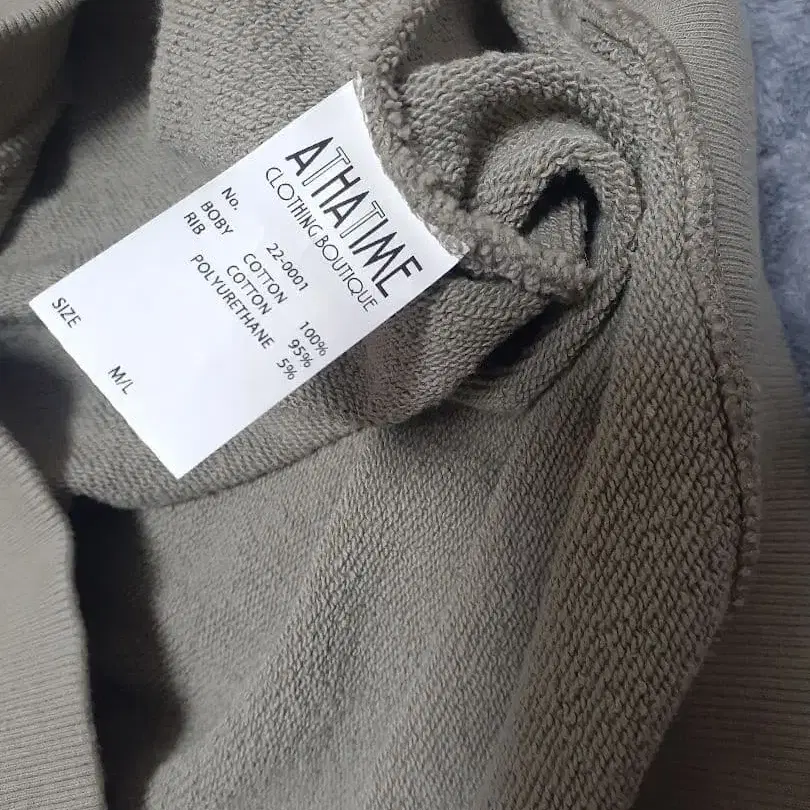 ATHATIME
CLOTHING.BOUTIQUE
No. 22-0001
BOBY COTTON 100%
RIB COTTON 95%
POLYURETHANE 5%
SIZE M/L